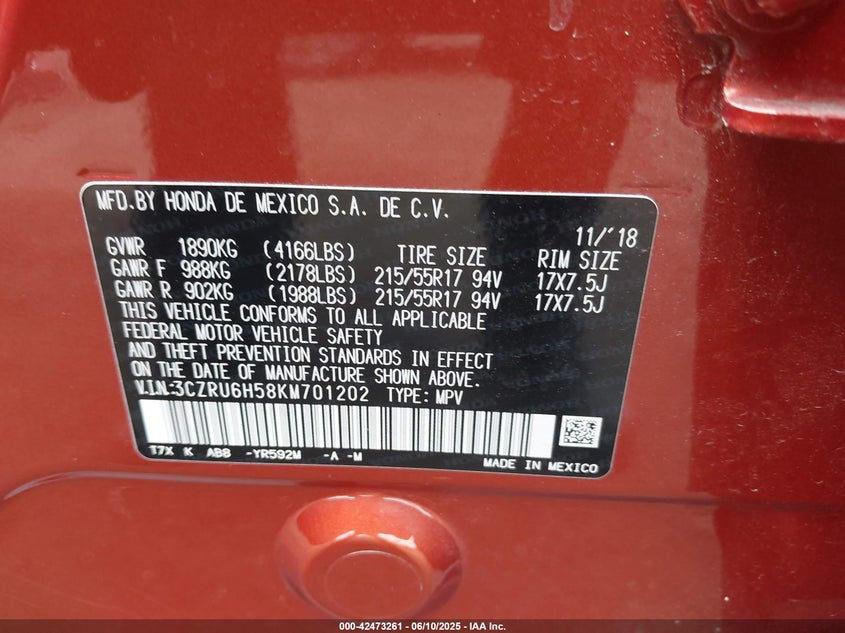 MFD.BY HONDA DE MEXICO S.A. DE C.V.
11/'18
GVWR 1890KG (4166LBS) TIRE SIZE RIM SIZE
GAWR F 988KG (2178LBS) 215/55R17 94V 17X7.5J
GAWR R 902KG (1988LBS) 215/55R17 94V 17X7.5J
THIS VEHICLE CONFORMS TO ALL APPLICABLE
FEDERAL MOTOR VEHICLE SAFETY
AND THEFT PREVENTION STANDARDS IN EFFECT
ON THE DATE OF MANUFACTURE SHOWN ABOVE.
V.I.N.:3CZRU6H58KM701202 TYPE: MPV
T7X K AB8 -YR592M -A -M
MADE IN MEXICO
000-42473261 - 06/10/2025 - IAA Inc.